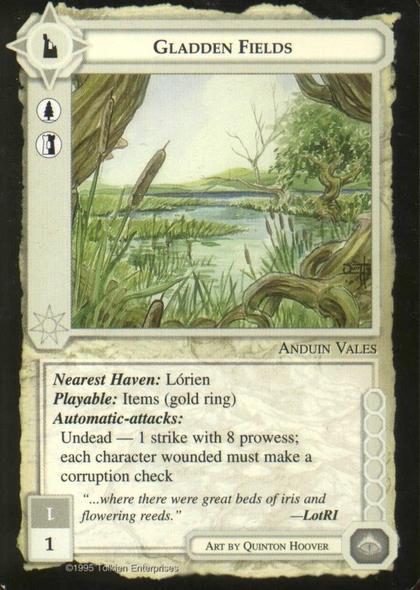 GLADDEN FIELDS
ANDUIN VALES
Nearest Haven: Lórien
Playable: Items (gold ring)
Automatic-attacks:
Undead — 1 strike with 8 prowess;
each character wounded must make a
corruption check
"...where there were great beds of iris and
flowering reeds." —LotRI
1
1
ART BY QUINTON HOOVER
©1995 Tolkien Enterprises